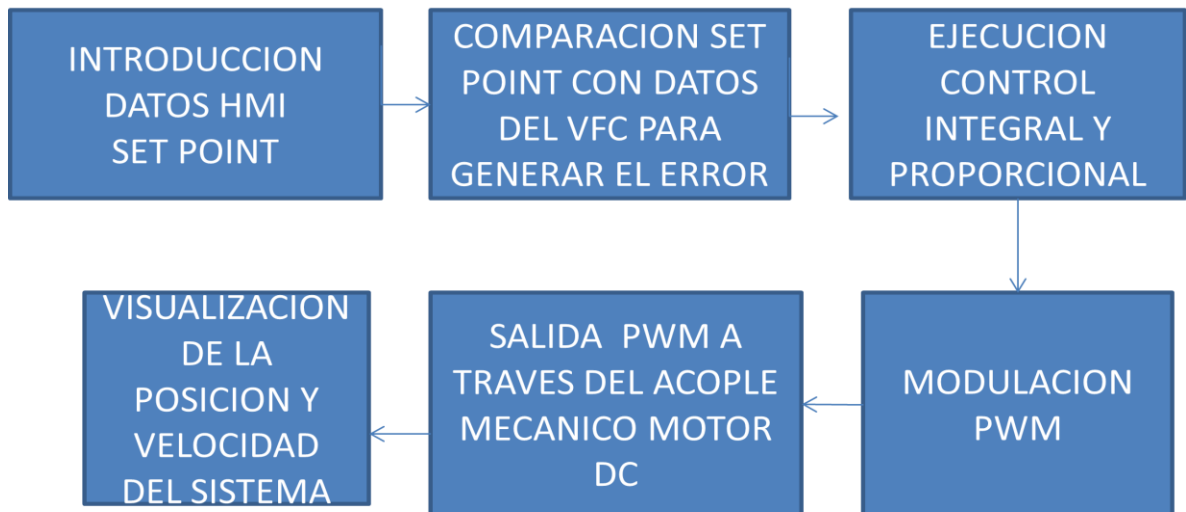 INTRODUCCION
DATOS HMI
SET POINT
COMPARACION SET
POINT CON DATOS
DEL VFC PARA
GENERAR EL ERROR
EJECUCION
CONTROL
INTEGRAL Y
PROPORCIONAL
MODULACION
PWM
SALIDA PWM A
TRAVES DEL ACOPLE
MECANICO MOTOR
DC
VISUALIZACION
DE LA
POSICION Y
VELOCIDAD
DEL SISTEMA